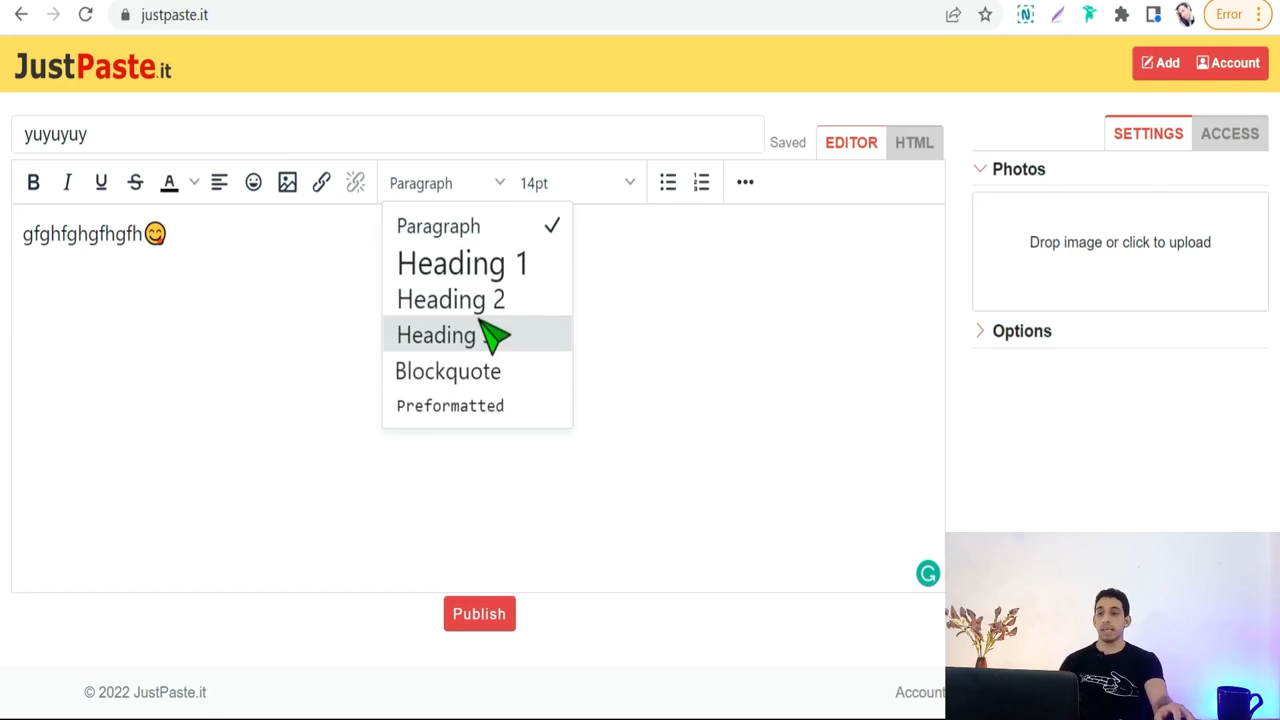 justpaste.it
Error
JustPaste.it
Add
Account
yuyuyuy
Saved
EDITOR
HTML
SETTINGS
ACCESS
B I U S A
Paragraph
14pt
Photos
gfghfghgfhgfh😋
Paragraph
Heading 1
Heading 2
Heading
Blockquote
Preformatted
Drop image or click to upload
Options
Publish
© 2022 JustPaste.it
Account